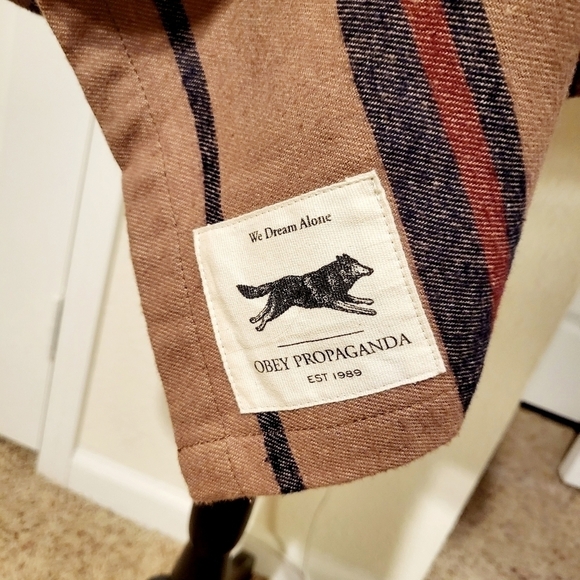 We Dream Alone
OBEY PROPAGANDA
EST 1989